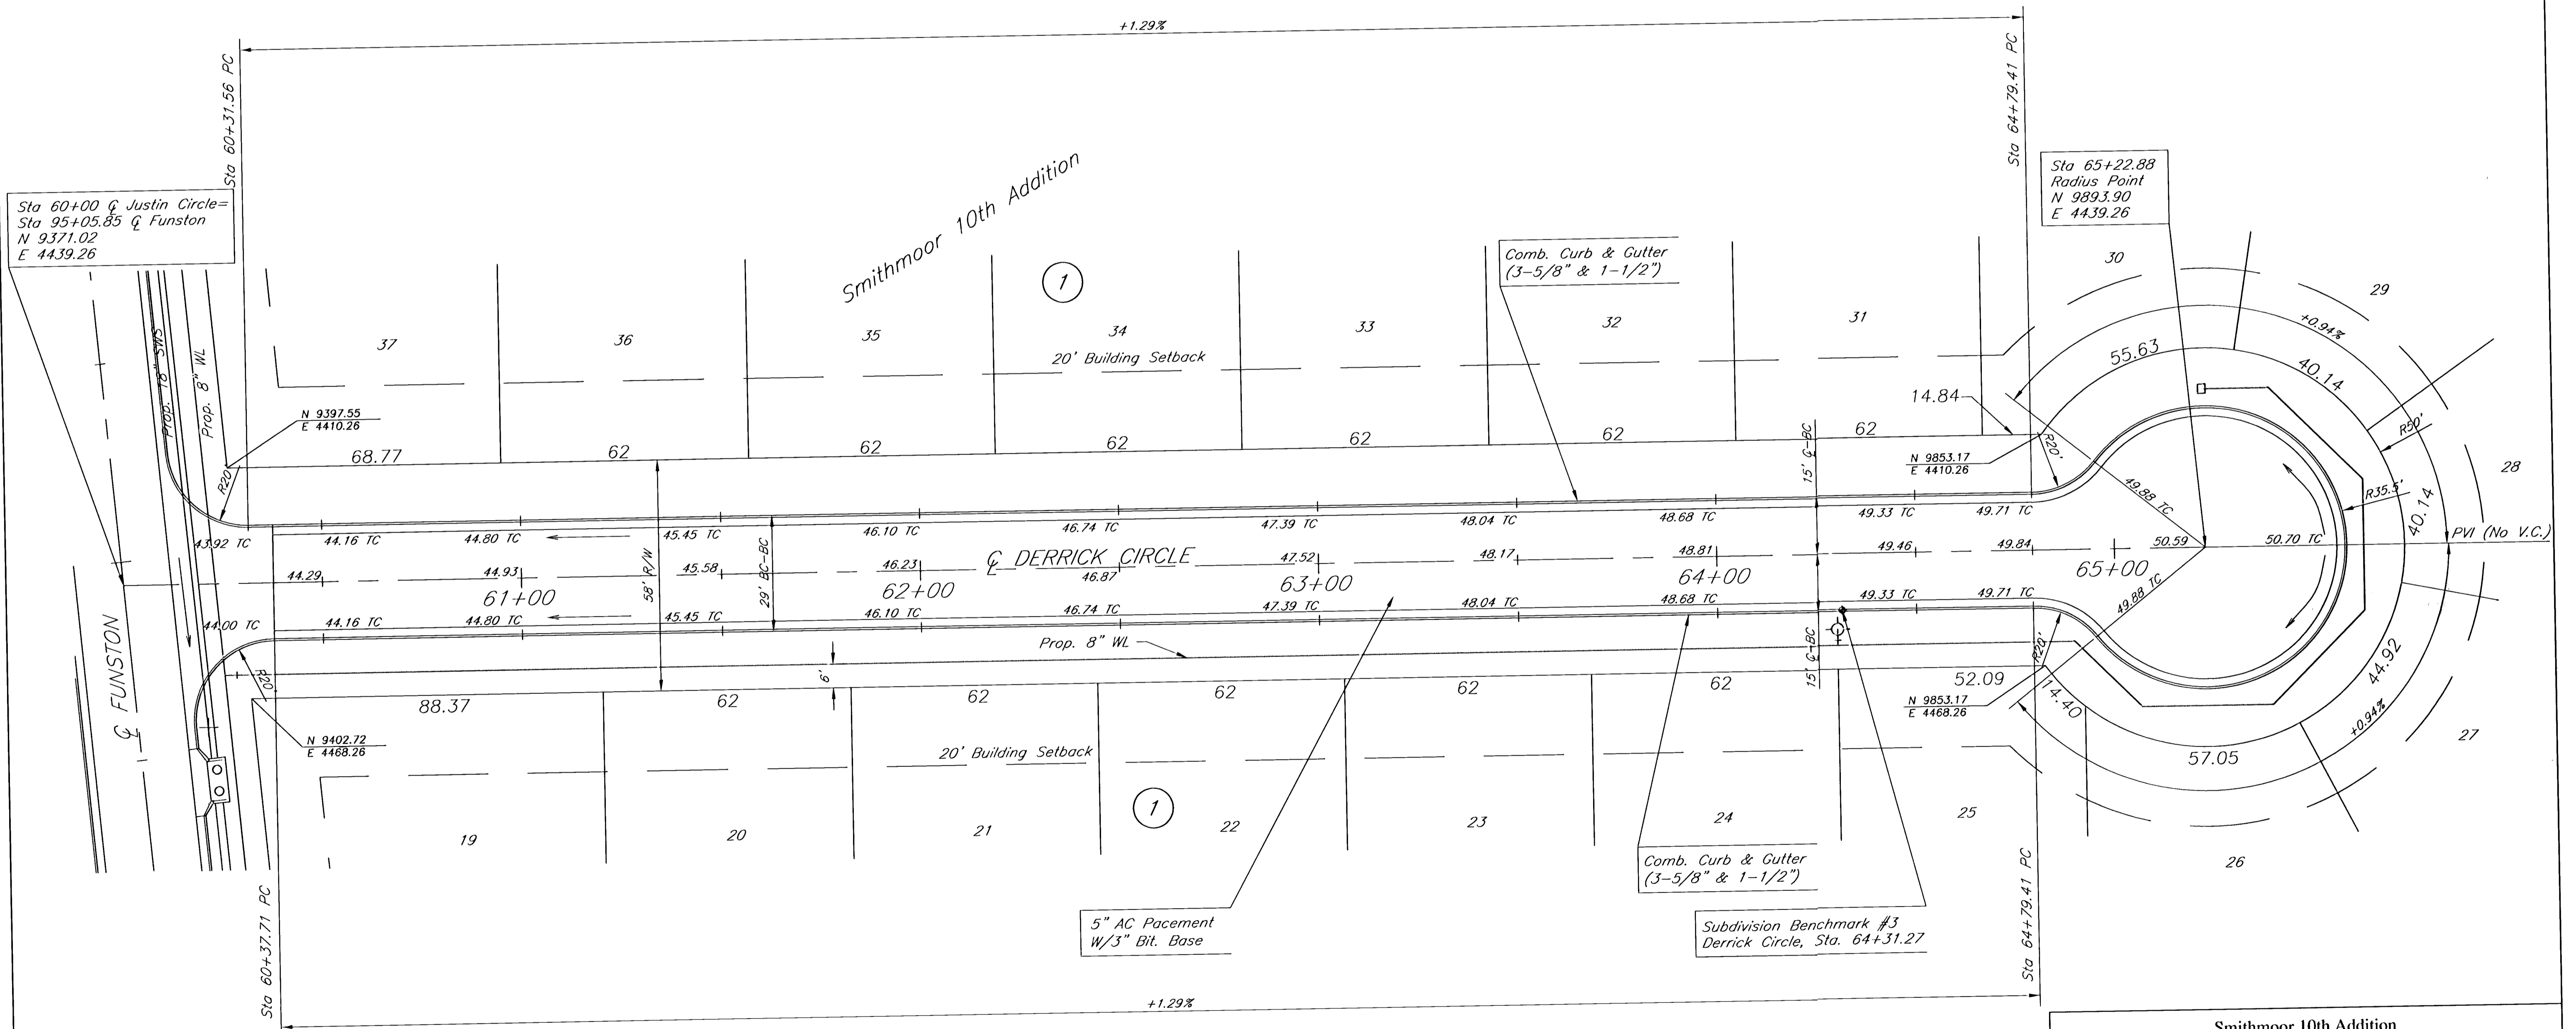 +1.29%
Sta 60+31.56 PC
Sta 64+79.41 PC
Sta 60+00 ℄ Justin Circle=
Sta 95+05.85 ℄ Funston
N 9371.02
E 4439.26
Sta 65+22.88
Radius Point
N 9893.90
E 4439.26
Smithmoor 10th Addition
1
Comb. Curb & Gutter
(3-5/8" & 1-1/2")
30
29
+0.94%
37
36
35
34
33
32
31
20' Building Setback
Prop. 18" SWS
Prop. 8" WL
55.63
40.14
14.84
R50'
28
N 9397.55
E 4410.26
68.77
62
62
62
62
62
62
R20'
15' ℄-BC
N 9853.17
E 4410.26
R20'
49.88 TC
R35.5'
40.14
43.92 TC
44.16 TC
44.80 TC
45.45 TC
46.10 TC
46.74 TC
47.39 TC
48.04 TC
48.68 TC
49.33 TC
49.71 TC
PVI (No V.C.)
44.29
44.93
45.58
46.23
℄ DERRICK CIRCLE
46.87
47.52
48.17
48.81
49.46
49.84
50.59
50.70 TC
61+00
62+00
63+00
64+00
65+00
58' R/W
29' BC-BC
44.00 TC
44.16 TC
44.80 TC
45.45 TC
46.10 TC
46.74 TC
47.39 TC
48.04 TC
48.68 TC
49.33 TC
49.71 TC
49.88 TC
℄ FUNSTON
R20'
Prop. 8" WL
6'
15' ℄-BC
R20'
88.37
62
62
62
62
62
52.09
14.40
44.92
N 9853.17
E 4468.26
N 9402.72
E 4468.26
+0.94%
27
57.05
20' Building Setback
1
19
20
21
22
23
24
25
26
Comb. Curb & Gutter
(3-5/8" & 1-1/2")
5" AC Pacement
W/3" Bit. Base
Subdivision Benchmark #3
Derrick Circle, Sta. 64+31.27
Sta 60+37.71 PC
Sta 64+79.41 PC
+1.29%
Smithmoor 10th Addition